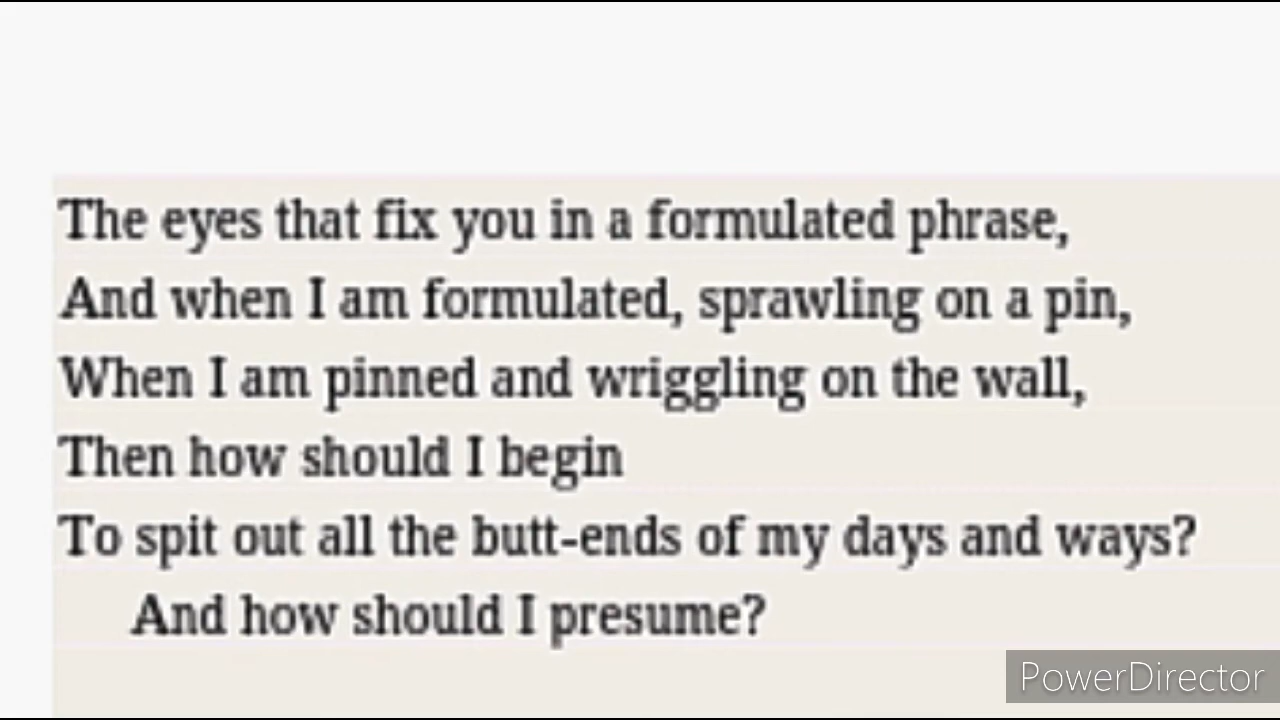 The eyes that fix you in a formulated phrase,
And when I am formulated, sprawling on a pin,
When I am pinned and wriggling on the wall,
Then how should I begin
To spit out all the butt-ends of my days and ways?
And how should I presume?
PowerDirector